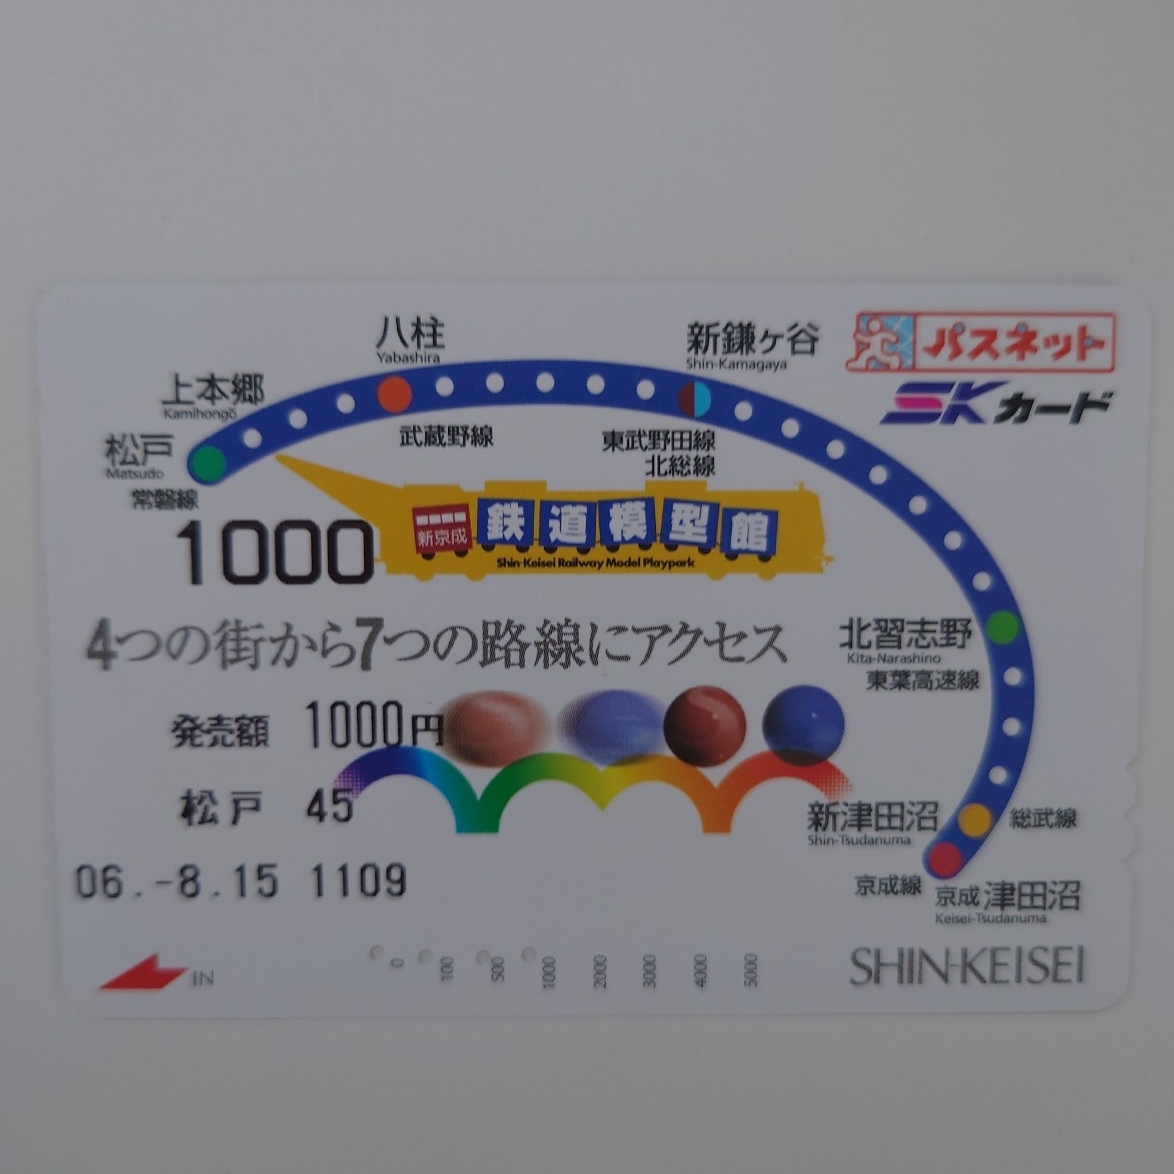 八柱
Yabashira
新鎌ヶ谷
Shin-Kamagaya
パスネット
SKカード
上本郷
Kamihongō
松戸
Matsudo
常磐線
武蔵野線
東武野田線
北総線
1000
新京成
鉄道模型館
Shin-Keisei Railway Model Playpark
4つの街から7つの路線にアクセス
北習志野
Kita-Narashino
東葉高速線
発売額 1000円
松戸 45
新津田沼
Shin-Tsudanuma
総武線
06.-8.15 1109
京成線
京成津田沼
Keisei-Tsudanuma
IN
0 100 500 1000 2000 3000 4000 5000
SHIN-KEISEI